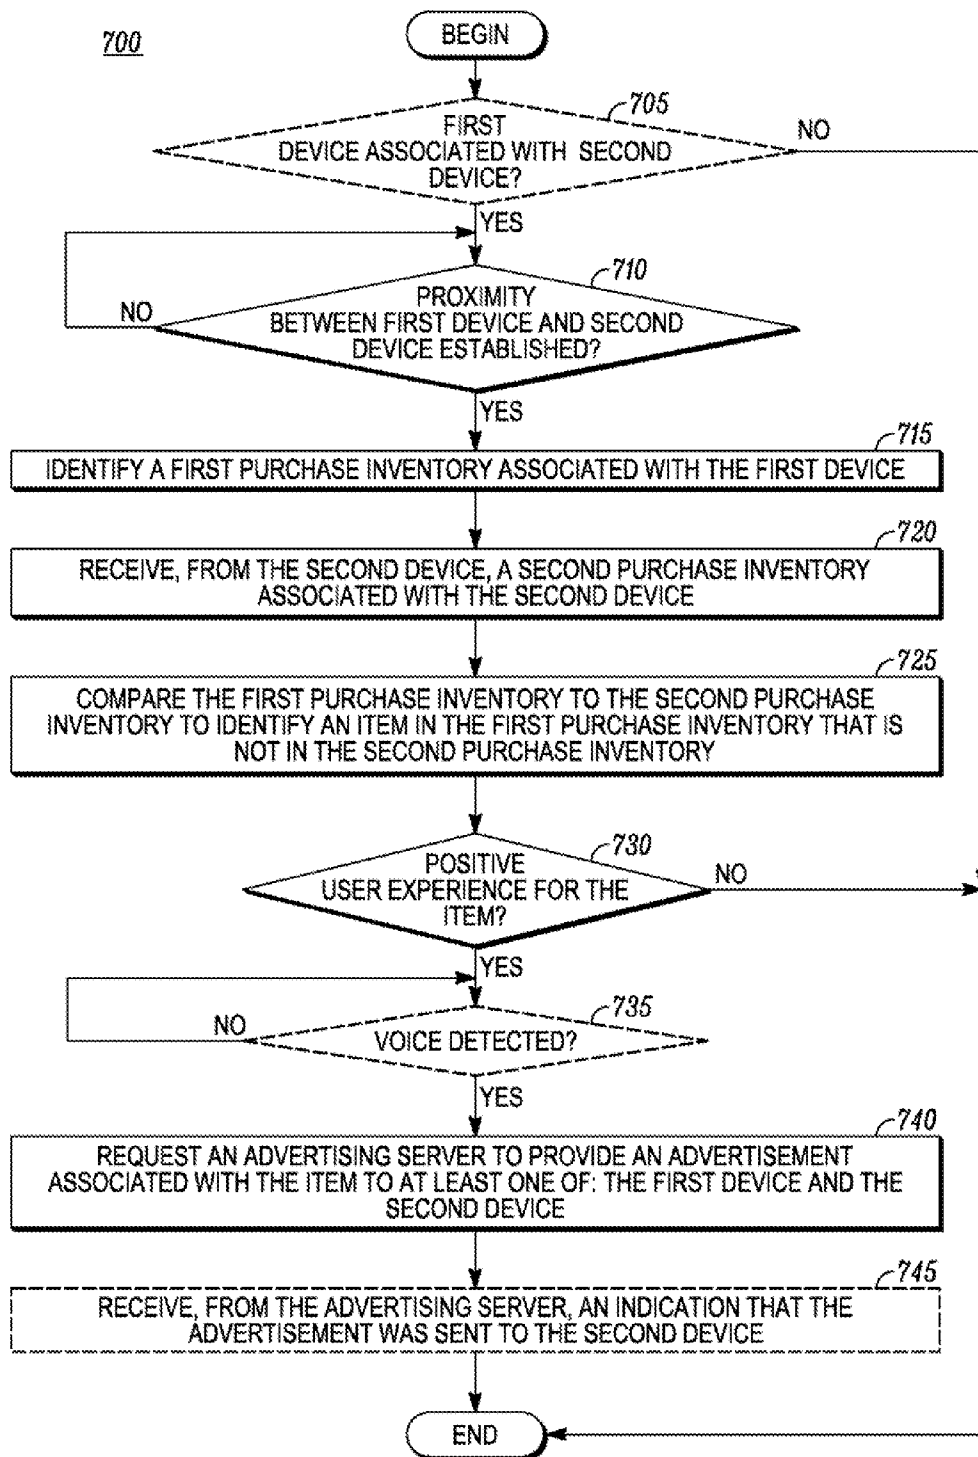 700
BEGIN
705
FIRST
DEVICE ASSOCIATED WITH SECOND
DEVICE?
NO
YES
710
PROXIMITY
BETWEEN FIRST DEVICE AND SECOND
DEVICE ESTABLISHED?
NO
YES
715
IDENTIFY A FIRST PURCHASE INVENTORY ASSOCIATED WITH THE FIRST DEVICE
720
RECEIVE, FROM THE SECOND DEVICE, A SECOND PURCHASE INVENTORY
ASSOCIATED WITH THE SECOND DEVICE
725
COMPARE THE FIRST PURCHASE INVENTORY TO THE SECOND PURCHASE
INVENTORY TO IDENTIFY AN ITEM IN THE FIRST PURCHASE INVENTORY THAT IS
NOT IN THE SECOND PURCHASE INVENTORY
730
POSITIVE
USER EXPERIENCE FOR THE
ITEM?
NO
YES
735
VOICE DETECTED?
NO
YES
740
REQUEST AN ADVERTISING SERVER TO PROVIDE AN ADVERTISEMENT
ASSOCIATED WITH THE ITEM TO AT LEAST ONE OF: THE FIRST DEVICE AND THE
SECOND DEVICE
745
RECEIVE, FROM THE ADVERTISING SERVER, AN INDICATION THAT THE
ADVERTISEMENT WAS SENT TO THE SECOND DEVICE
END